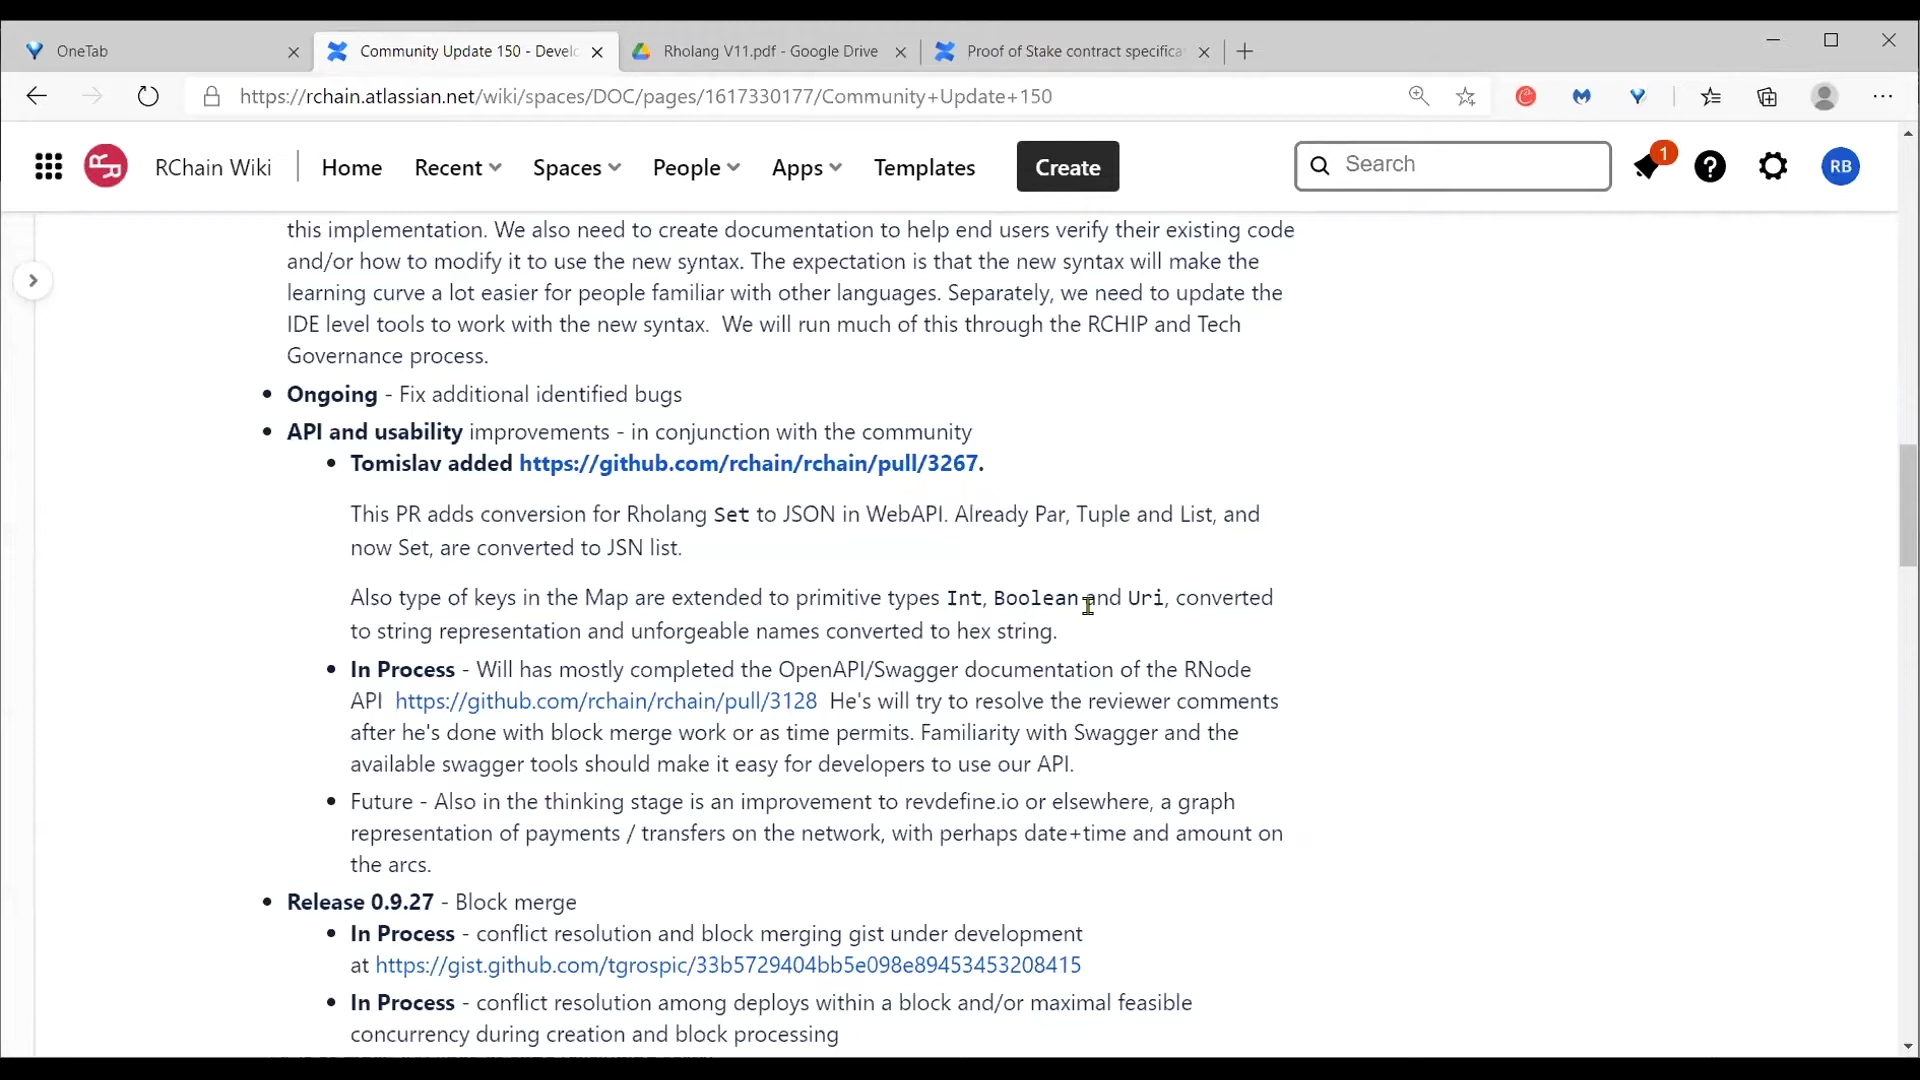 OneTab
Community Update 150 - Develo
Rholang V11.pdf - Google Drive
Proof of Stake contract specifica
https://rchain.atlassian.net/wiki/spaces/DOC/pages/1617330177/Community+Update+150
RChain Wiki
Home
Recent
Spaces
People
Apps
Templates
Create
Search
1
RB
this implementation. We also need to create documentation to help end users verify their existing code
and/or how to modify it to use the new syntax. The expectation is that the new syntax will make the
learning curve a lot easier for people familiar with other languages. Separately, we need to update the
IDE level tools to work with the new syntax.  We will run much of this through the RCHIP and Tech
Governance process.
Ongoing - Fix additional identified bugs
API and usability improvements - in conjunction with the community
Tomislav added https://github.com/rchain/rchain/pull/3267.
This PR adds conversion for Rholang Set to JSON in WebAPI. Already Par, Tuple and List, and
now Set, are converted to JSN list.
Also type of keys in the Map are extended to primitive types Int, Boolean and Uri, converted
to string representation and unforgeable names converted to hex string.
In Process - Will has mostly completed the OpenAPI/Swagger documentation of the RNode
API  https://github.com/rchain/rchain/pull/3128  He's will try to resolve the reviewer comments
after he's done with block merge work or as time permits. Familiarity with Swagger and the
available swagger tools should make it easy for developers to use our API.
Future - Also in the thinking stage is an improvement to revdefine.io or elsewhere, a graph
representation of payments / transfers on the network, with perhaps date+time and amount on
the arcs.
Release 0.9.27 - Block merge
In Process - conflict resolution and block merging gist under development
at https://gist.github.com/tgrospic/33b5729404bb5e098e89453453208415
In Process - conflict resolution among deploys within a block and/or maximal feasible
concurrency during creation and block processing